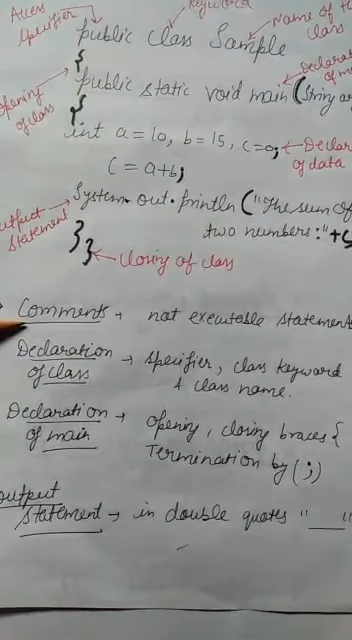 Access
Specifier
Keyword
Name of the
class
public class Sample
{
Declaration
of main
public static void main (String ar
opening
of class
{
int a=10, b=15, c=0;
Declar
of data
c = a+b;
Output
statement
System.out.println ("The sum of
two numbers:"+c
}}
Closing of class
Comments → not executable statements
Declaration of class → specifier, class keyword
& class name.
Declaration of main → opening, closing braces {
Termination by (;)
output
statement → in double quotes "__"